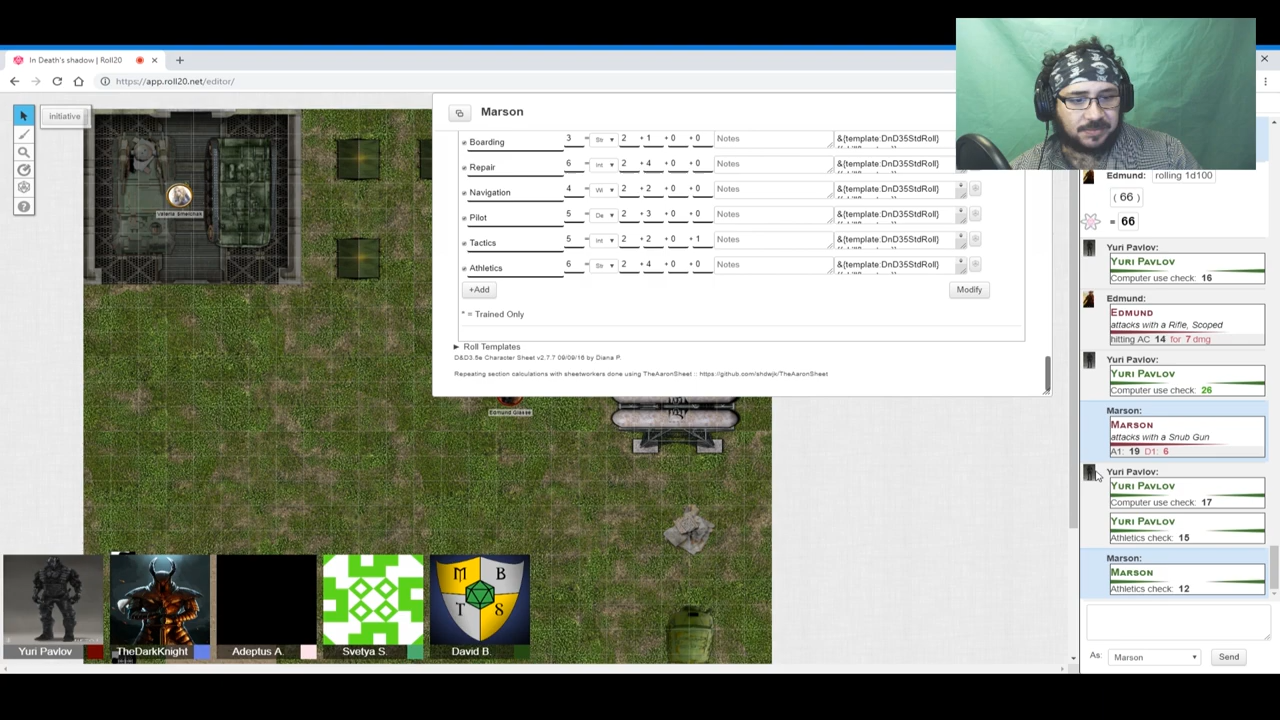 In Death's shadow | Roll20
https://app.roll20.net/editor/
initiative
Marson
Boarding 3 = Str 2 + 1 + 0 + 0 Notes &{template:DnD35StdRoll}
Repair 6 = Int 2 + 4 + 0 + 0 Notes &{template:DnD35StdRoll}
Navigation 4 = Wi 2 + 2 + 0 + 0 Notes &{template:DnD35StdRoll}
Pilot 5 = De 2 + 3 + 0 + 0 Notes &{template:DnD35StdRoll}
Tactics 5 = Int 2 + 2 + 0 + 1 Notes &{template:DnD35StdRoll}
Athletics 6 = Str 2 + 4 + 0 + 0 Notes &{template:DnD35StdRoll}
+Add Modify
* = Trained Only
Roll Templates
D&D3.5e Character Sheet v2.7.7 09/09/16 by Diana P.
Repeating section calculations with sheetworkers done using TheAaronSheet :: https://github.com/shdwjk/TheAaronSheet
Edmund Glaese
Yuri Pavlov
TheDarkKnight
Adeptus A.
Svetya S.
M B
T S
David B.
Edmund: rolling 1d100
( 66 )
= 66
Yuri Pavlov:
Yuri Pavlov
Computer use check: 16
Edmund:
Edmund
attacks with a Rifle, Scoped
hitting AC 14 for 7 dmg
Yuri Pavlov:
Yuri Pavlov
Computer use check: 26
Marson:
Marson
attacks with a Snub Gun
A1: 19 D1: 6
Yuri Pavlov:
Yuri Pavlov
Computer use check: 17
Yuri Pavlov
Athletics check: 15
Marson:
Marson
Athletics check: 12
As: Marson Send